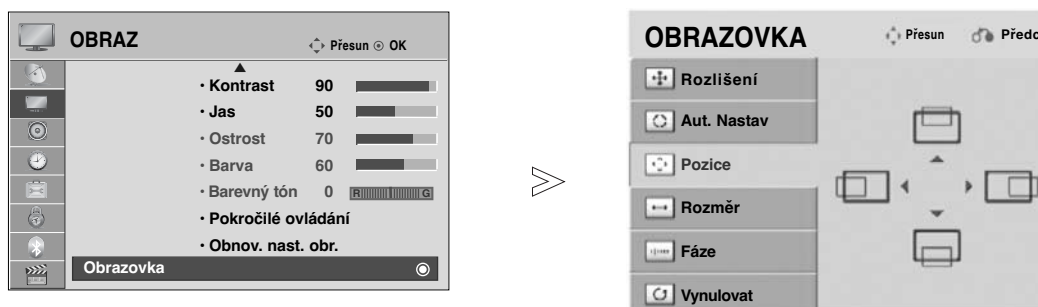 OBRAZ
Přesun ⊙ OK
▲
• Kontrast 90
• Jas 50
• Ostrost 70
• Barva 60
• Barevný tón 0 R G
• Pokročilé ovládání
• Obnov. nast. obr.
Obrazovka
OBRAZOVKA
Přesun
Rozlišení
Aut. Nastav
Pozice
Rozměr
Fáze
Vynulovat